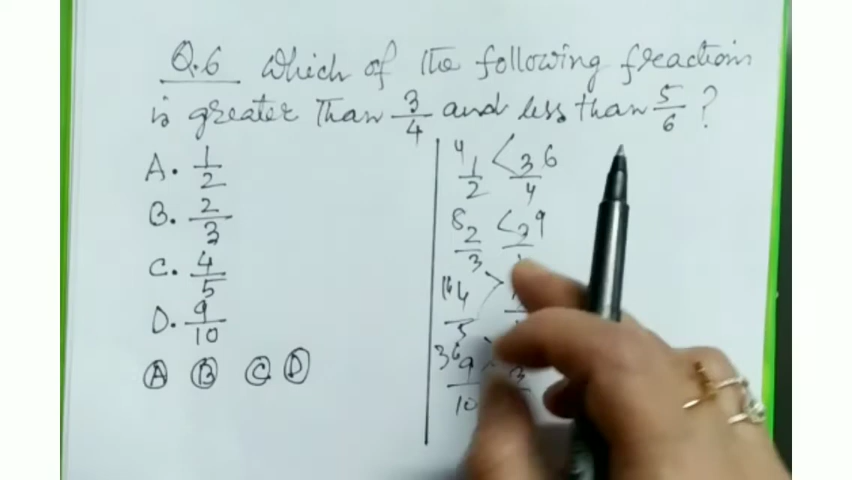 Q.6 Which of the following freactions
is greater Than 3/4 and less than 5/6 ?
A. 1/2
B. 2/3
C. 4/5
D. 9/10
A B C D
4 1/2 < 3/4 6
8 2/3 < 9
16 4/5 >
36 9/10 3